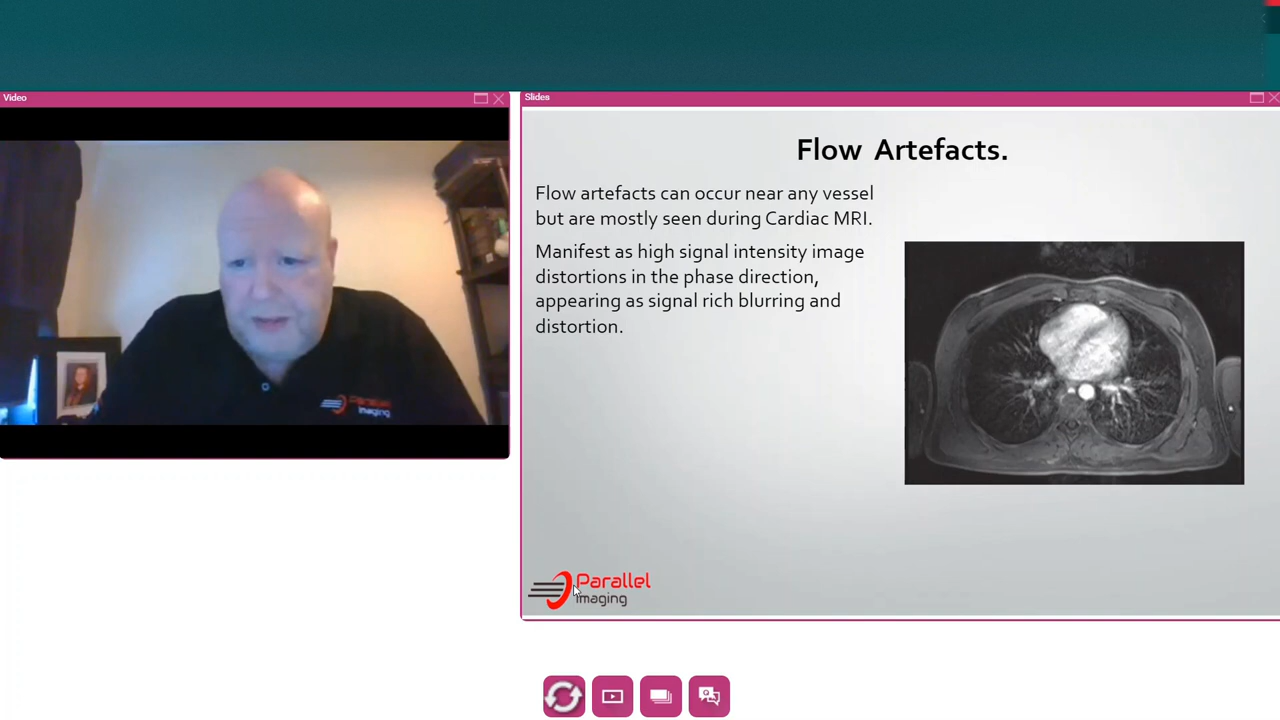 Video
Slides
Flow Artefacts.
Flow artefacts can occur near any vessel
but are mostly seen during Cardiac MRI.
Manifest as high signal intensity image
distortions in the phase direction,
appearing as signal rich blurring and
distortion.
Parallel
imaging
Parallel
imaging